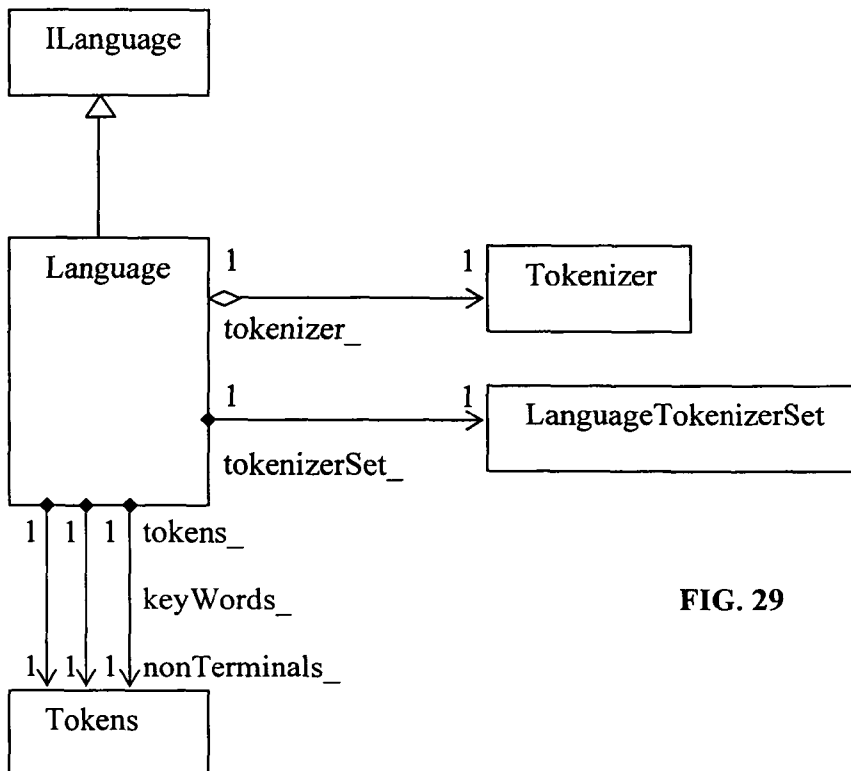 ILanguage
Language
1 1
Tokenizer
tokenizer_
1 1
LanguageTokenizerSet
tokenizerSet_
1 1 1 tokens_
keyWords_
FIG. 29
1 1 1 nonTerminals_
Tokens